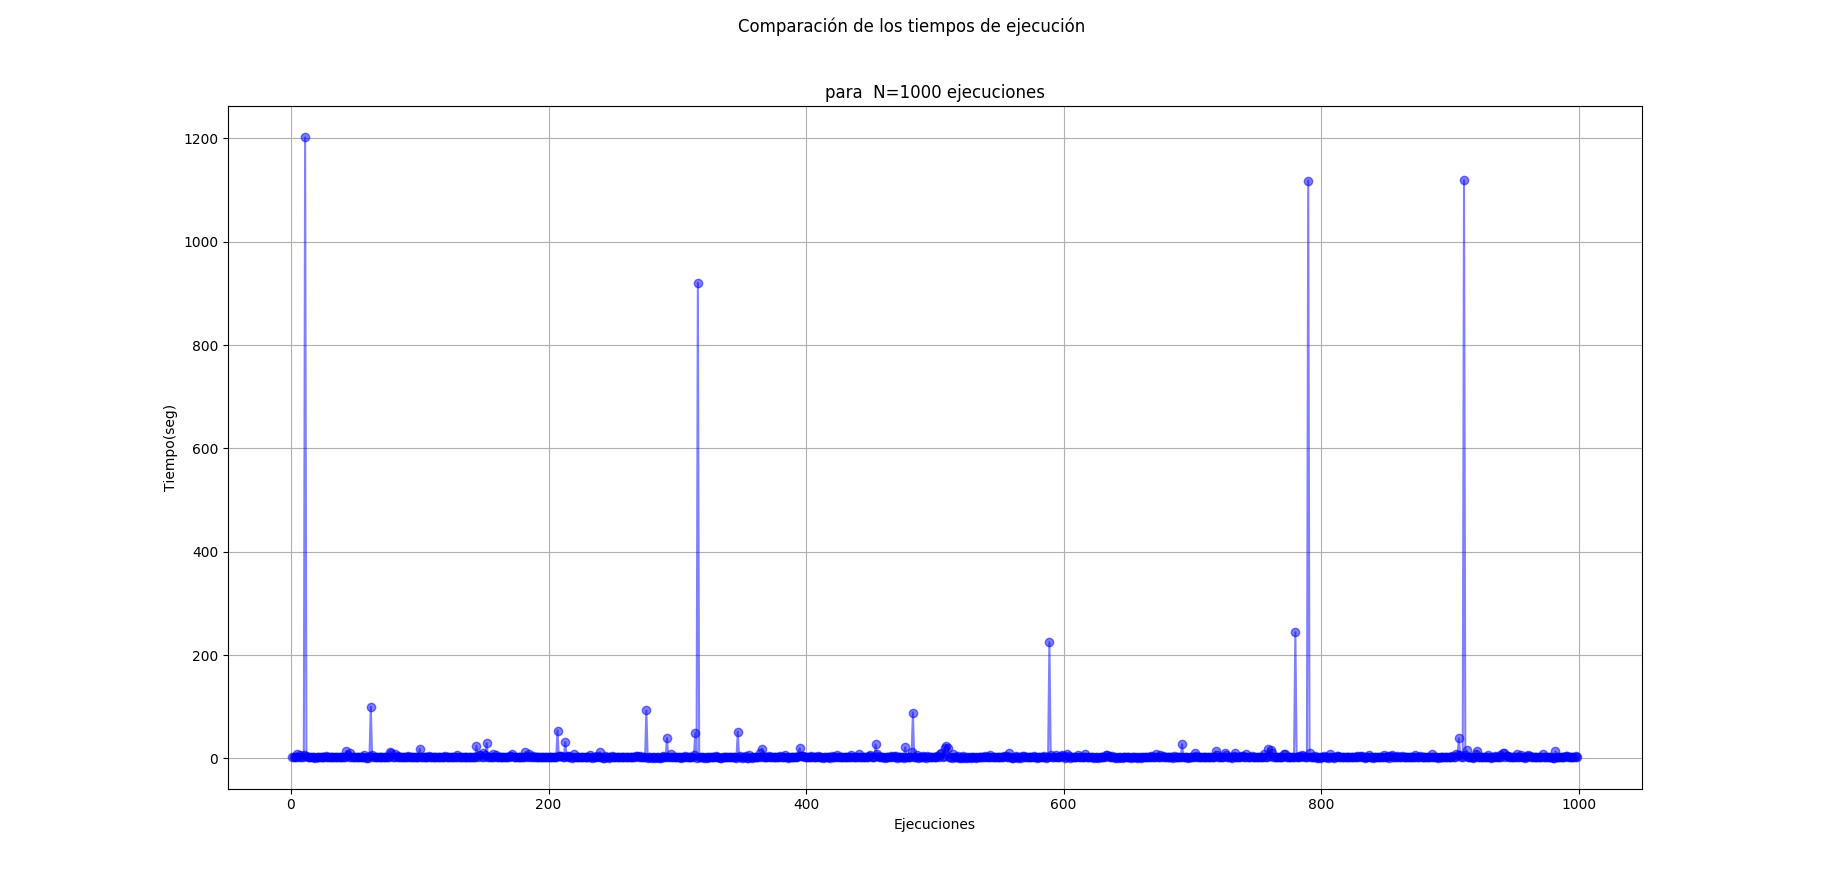 Comparación de los tiempos de ejecución
para  N=1000 ejecuciones
1200
1000
800
600
400
200
0
Tiempo(seg)
0 200 400 600 800 1000
Ejecuciones